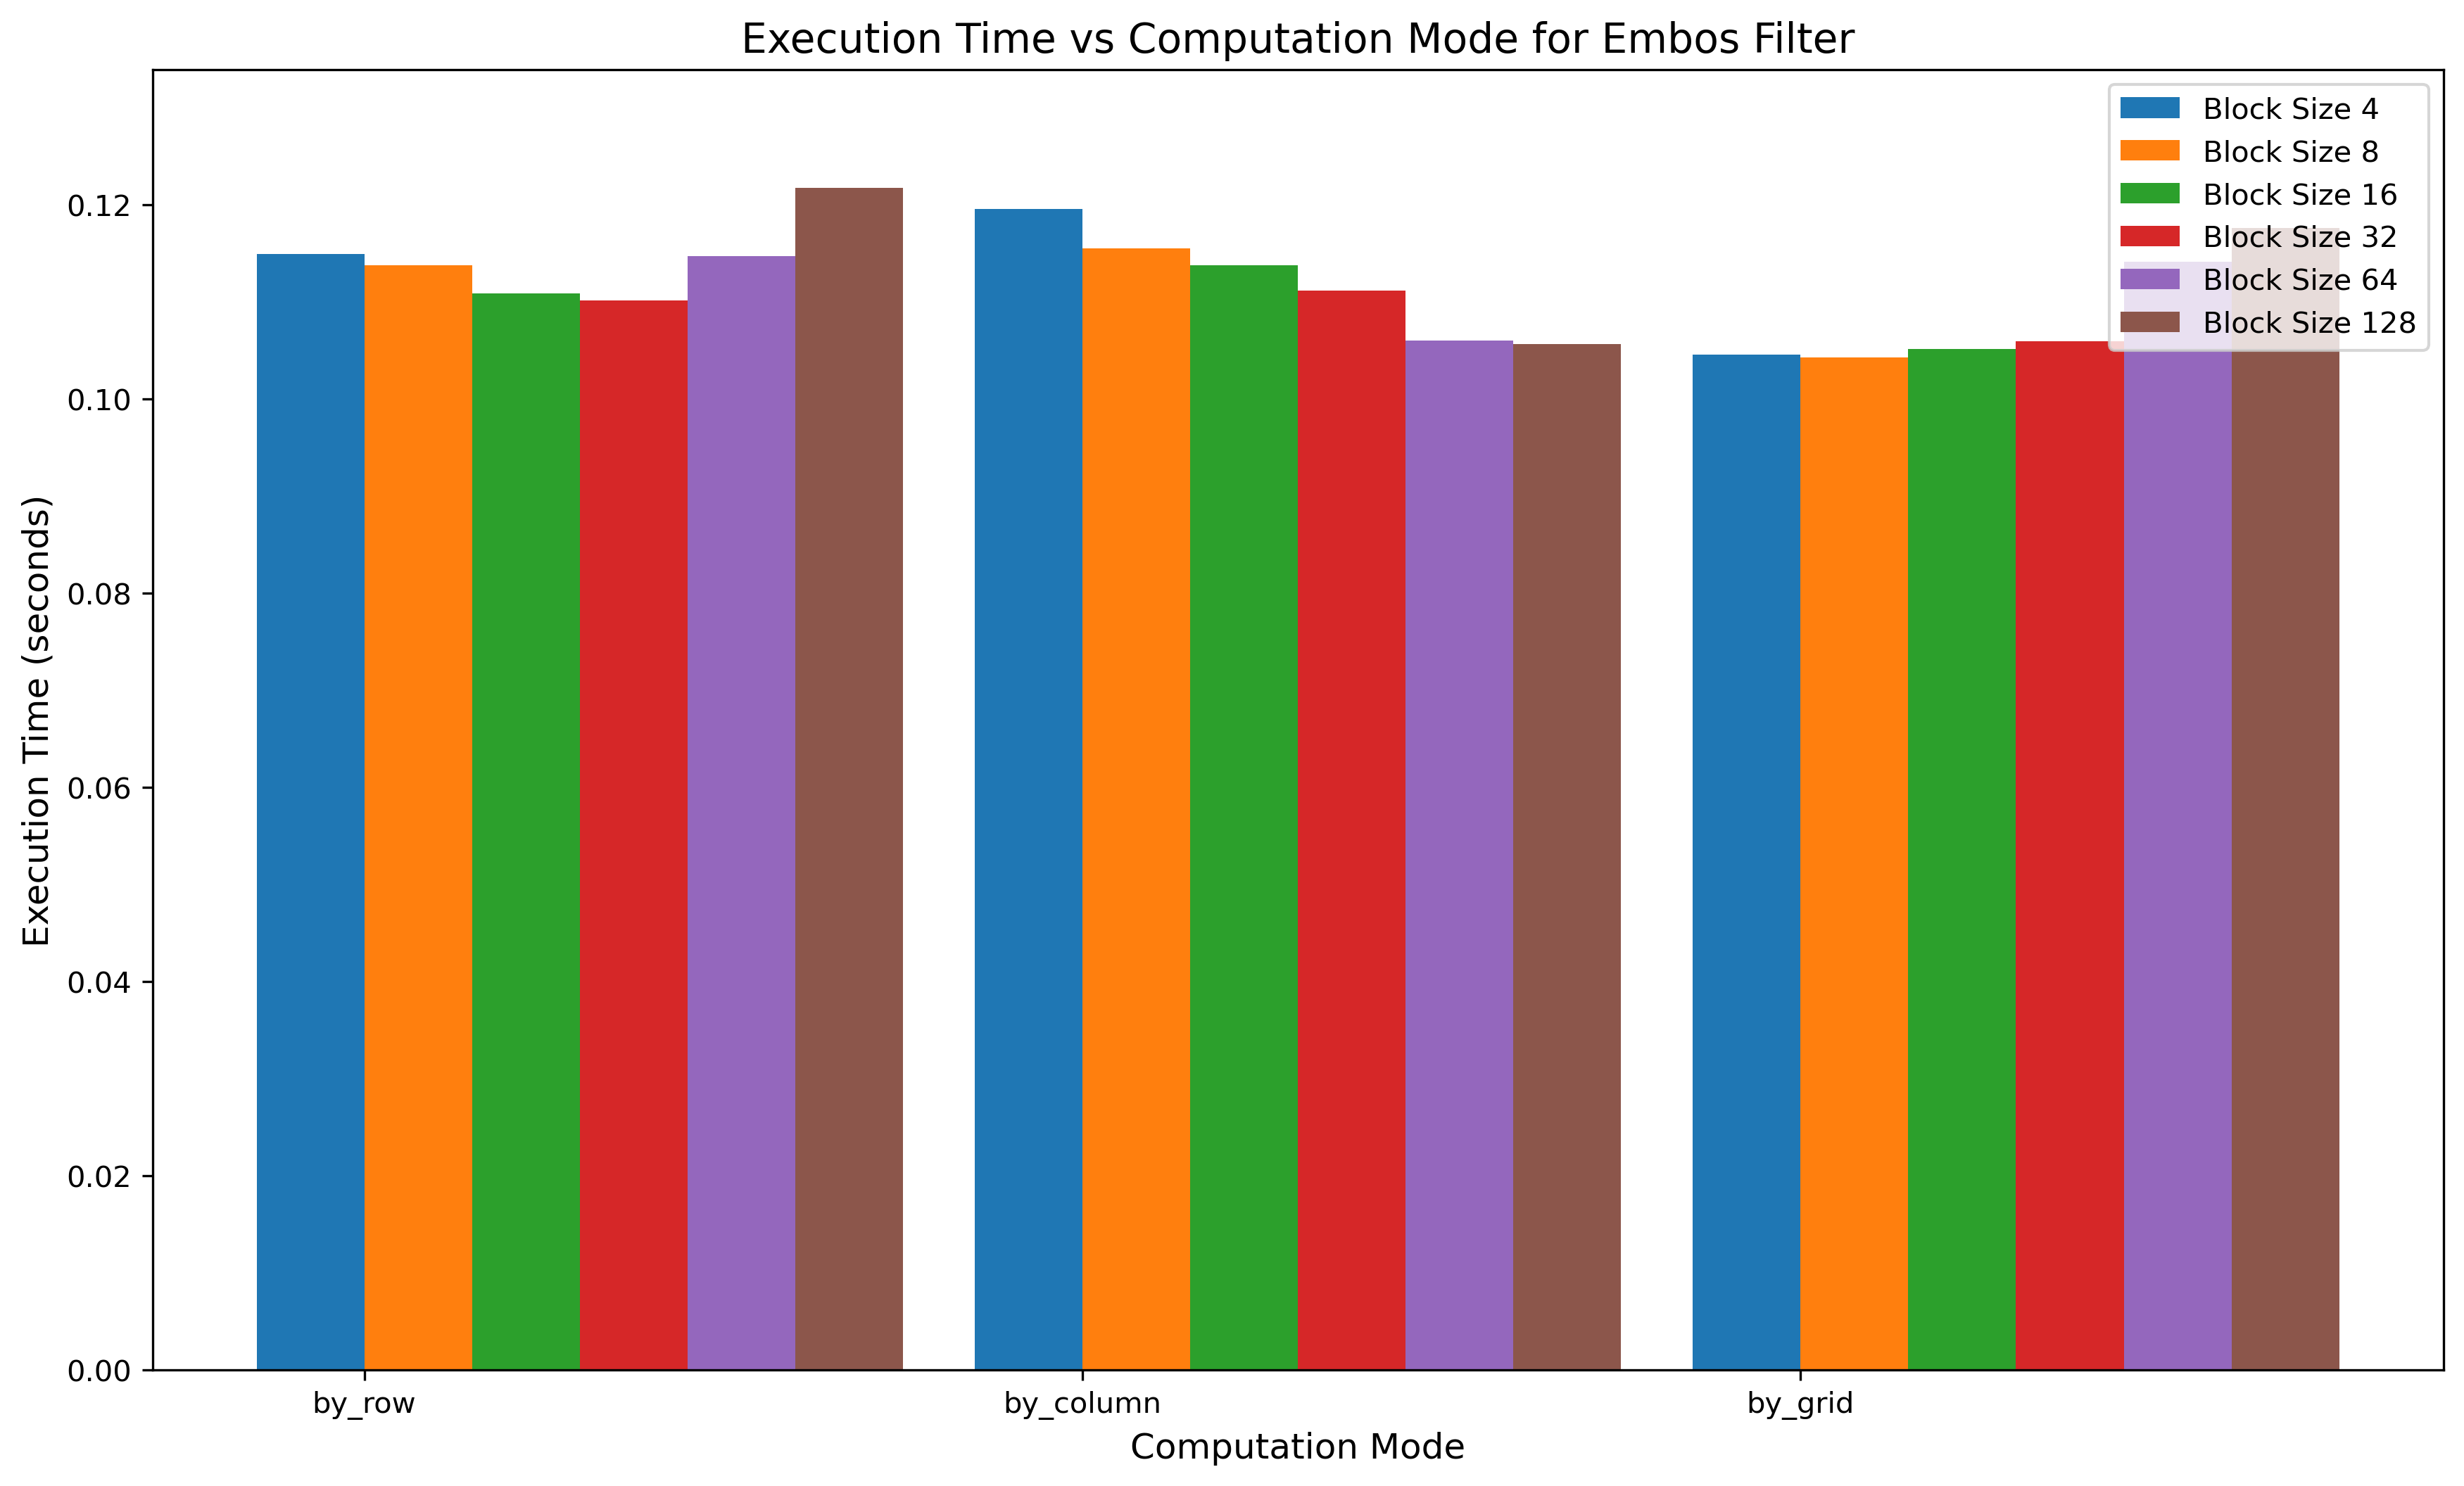 Execution Time vs Computation Mode for Embos Filter
Block Size 4
Block Size 8
Block Size 16
Block Size 32
Block Size 64
Block Size 128
Execution Time (seconds)
0.12
0.10
0.08
0.06
0.04
0.02
0.00
by_row by_column by_grid
Computation Mode